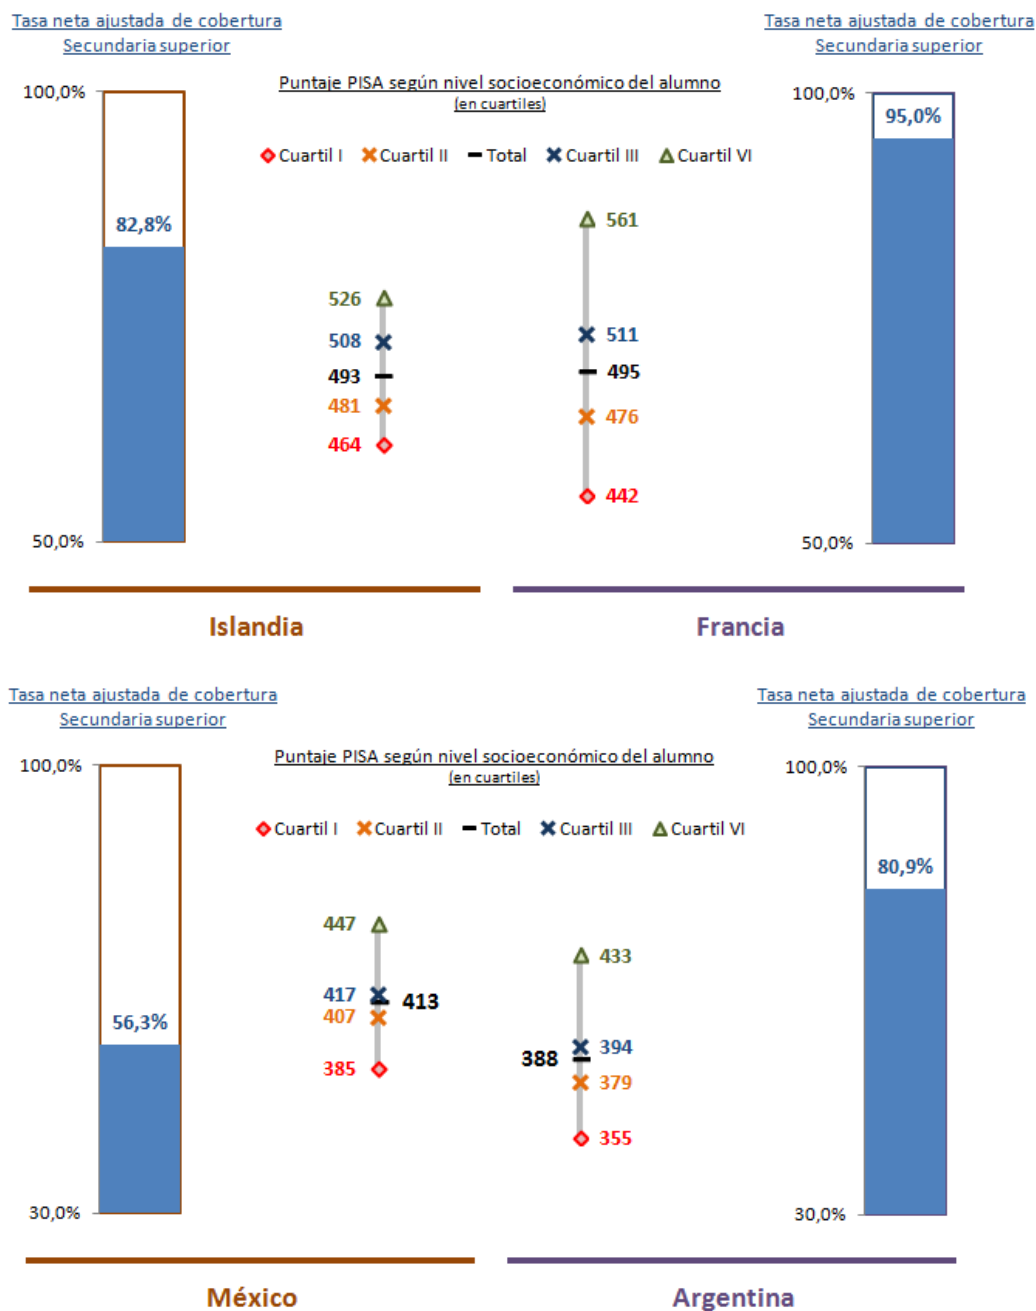 Tasa neta ajustada de cobertura
Secundaria superior
Tasa neta ajustada de cobertura
Secundaria superior
Puntaje PISA según nivel socioeconómico del alumno
(en cuartiles)
Cuartil I Cuartil II Total Cuartil III Cuartil VI
100,0%
82,8%
50,0%
526
508
493
481
464
561
511
495
476
442
100,0%
95,0%
50,0%
Islandia
Francia
Tasa neta ajustada de cobertura
Secundaria superior
Tasa neta ajustada de cobertura
Secundaria superior
Puntaje PISA según nivel socioeconómico del alumno
(en cuartiles)
Cuartil I Cuartil II Total Cuartil III Cuartil VI
100,0%
56,3%
30,0%
447
417
413
407
385
433
394
388
379
355
100,0%
80,9%
30,0%
México
Argentina